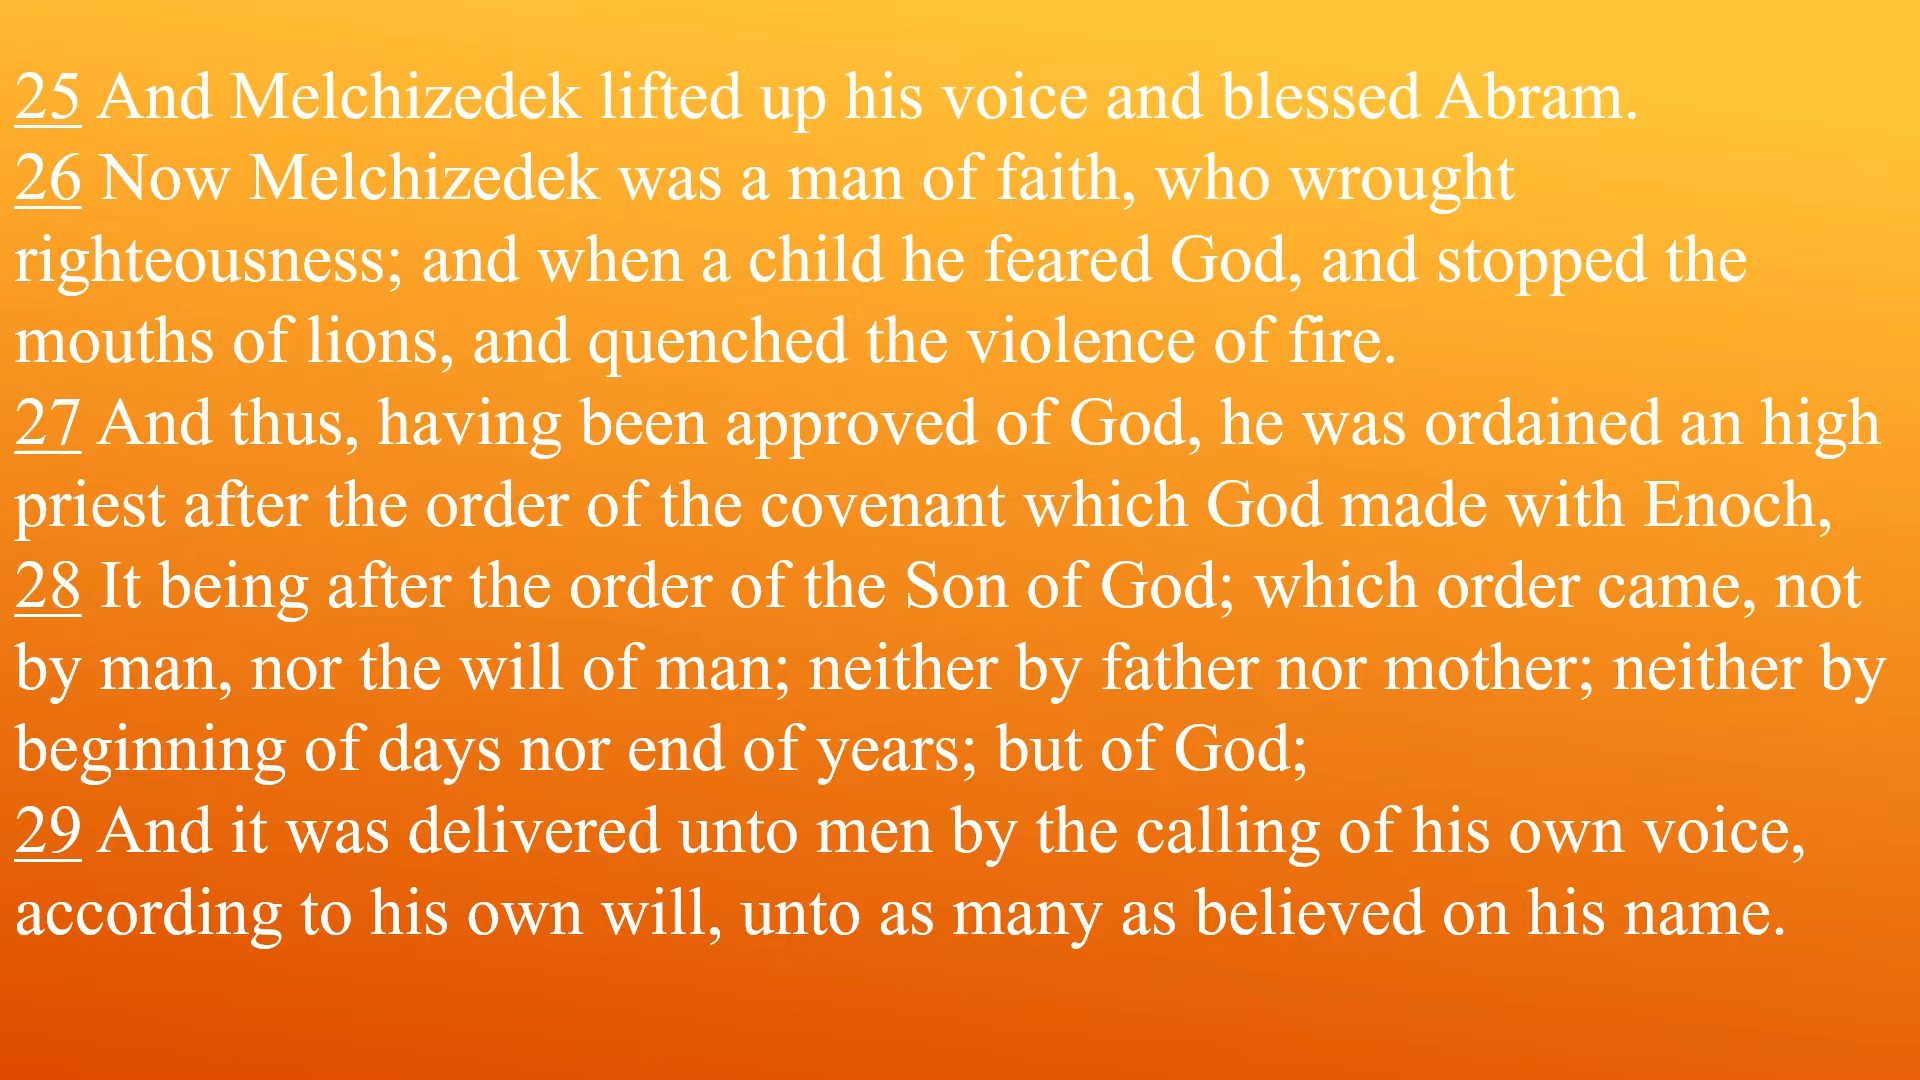 25 And Melchizedek lifted up his voice and blessed Abram.
26 Now Melchizedek was a man of faith, who wrought
righteousness; and when a child he feared God, and stopped the
mouths of lions, and quenched the violence of fire.
27 And thus, having been approved of God, he was ordained an high
priest after the order of the covenant which God made with Enoch,
28 It being after the order of the Son of God; which order came, not
by man, nor the will of man; neither by father nor mother; neither by
beginning of days nor end of years; but of God;
29 And it was delivered unto men by the calling of his own voice,
according to his own will, unto as many as believed on his name.